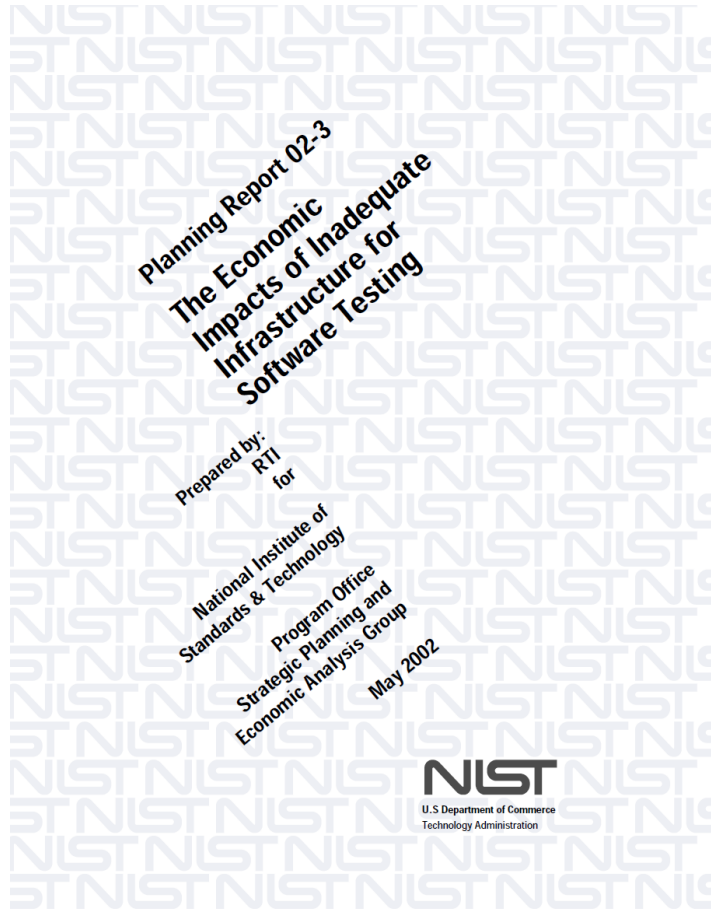 Planning Report 02-3
The Economic
Impacts of Inadequate
Infrastructure for
Software Testing
Prepared by:
RTI
for
National Institute of
Standards & Technology
Program Office
Strategic Planning and
Economic Analysis Group
May 2002
NIST
U.S Department of Commerce
Technology Administration